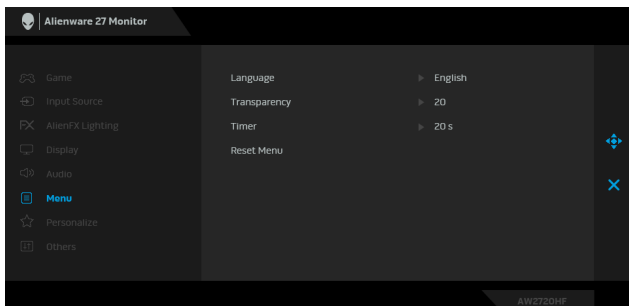 Alienware 27 Monitor
Game
Input Source
AlienFX Lighting
Display
Audio
Menu
Personalize
Others
Language English
Transparency 20
Timer 20 s
Reset Menu
AW2720HF